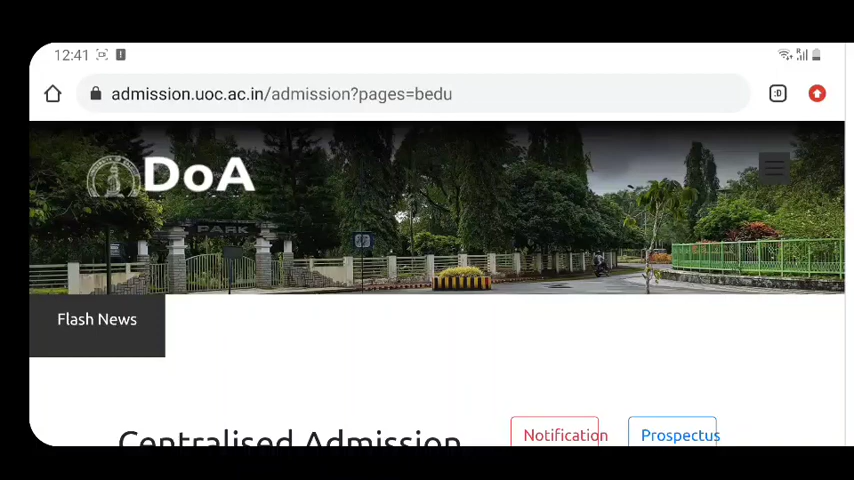 12:41
admission.uoc.ac.in/admission?pages=bedu
:D
DoA
PARK
Flash News
Centralised Admission
Notification
Prospectus